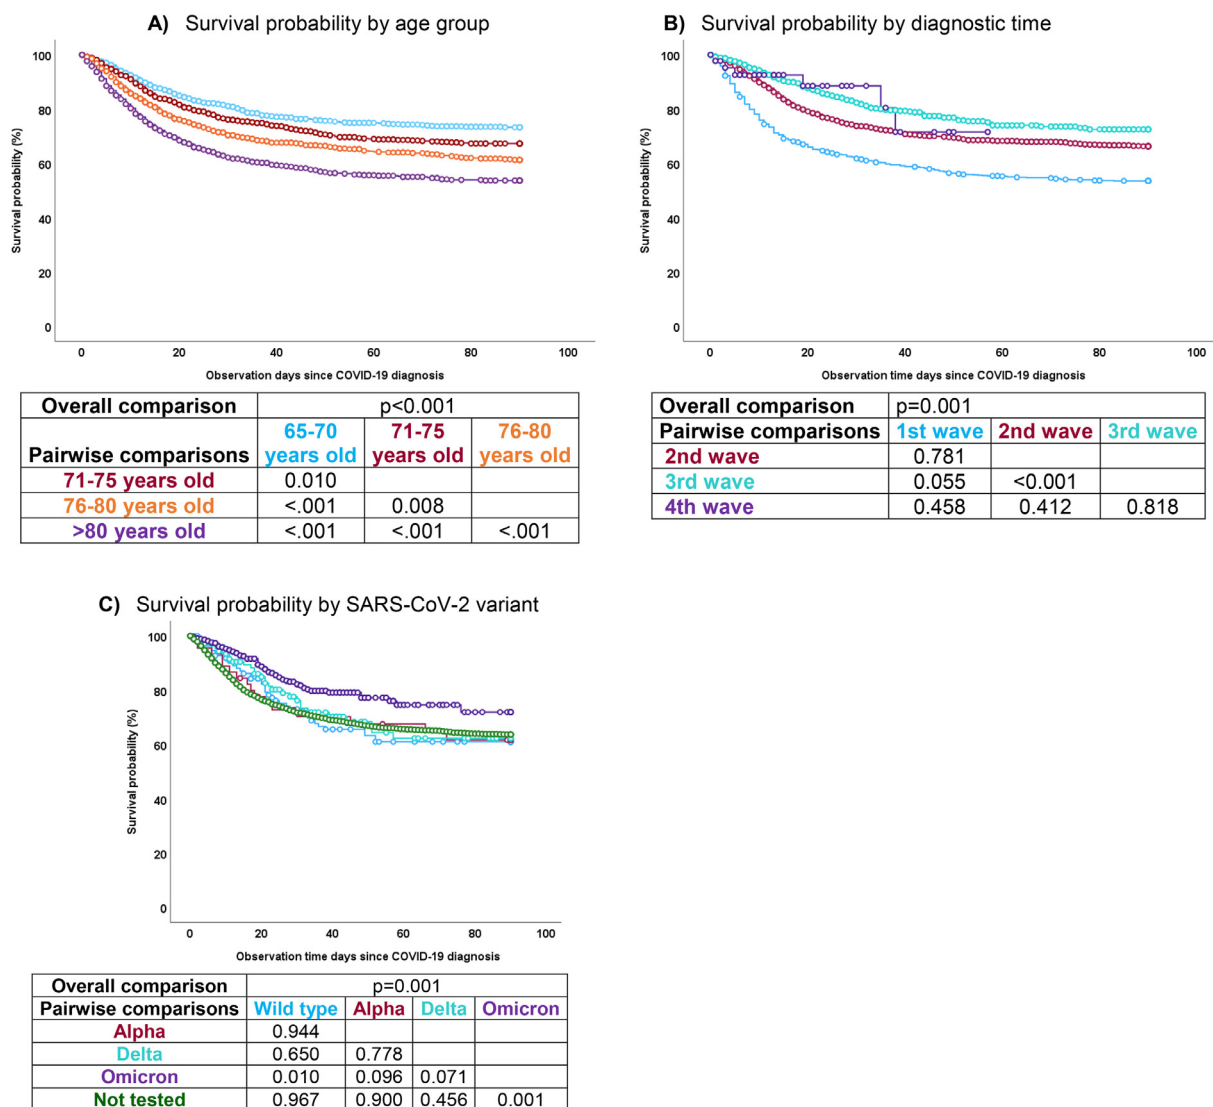 A) Survival probability by age group
100
80
60
40
20
0
Survival probability (%)
0 20 40 60 80 100
Observation days since COVID-19 diagnosis
Overall comparison p<0.001
Pairwise comparisons 65-70 years old 71-75 years old 76-80 years old
71-75 years old 0.010
76-80 years old <.001 0.008
>80 years old <.001 <.001 <.001
B) Survival probability by diagnostic time
100
80
60
40
20
0
Survival probability (%)
0 20 40 60 80 100
Observation time days since COVID-19 diagnosis
Overall comparison p=0.001
Pairwise comparisons 1st wave 2nd wave 3rd wave
2nd wave 0.781
3rd wave 0.055 <0.001
4th wave 0.458 0.412 0.818
C) Survival probability by SARS-CoV-2 variant
100
80
60
40
20
0
Survival probability (%)
0 20 40 60 80 100
Observation time days since COVID-19 diagnosis
Overall comparison p=0.001
Pairwise comparisons Wild type Alpha Delta Omicron
Alpha 0.944
Delta 0.650 0.778
Omicron 0.010 0.096 0.071
Not tested 0.967 0.900 0.456 0.001